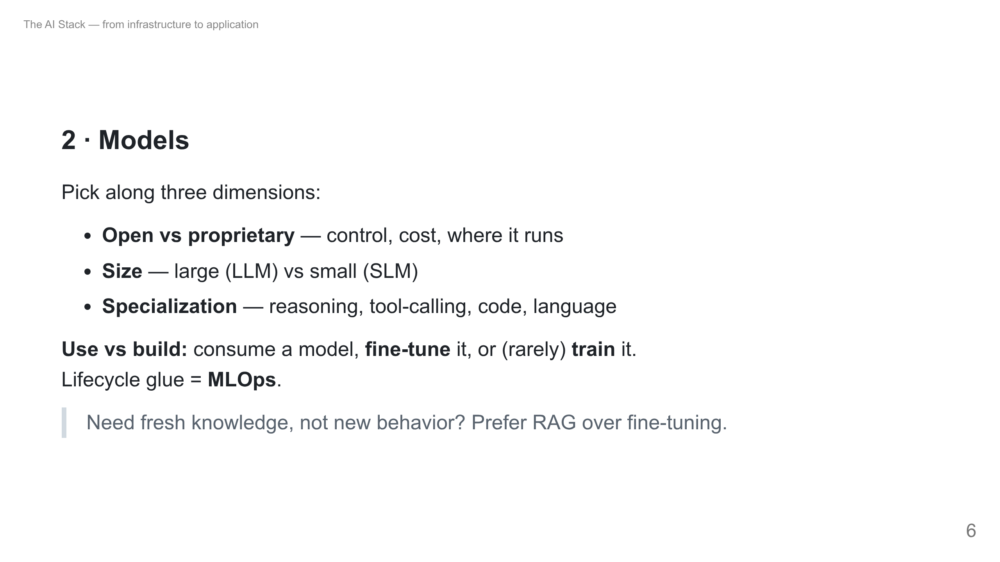 The AI Stack — from infrastructure to application
2 · Models
Pick along three dimensions:
• Open vs proprietary — control, cost, where it runs
• Size — large (LLM) vs small (SLM)
• Specialization — reasoning, tool-calling, code, language
Use vs build: consume a model, fine-tune it, or (rarely) train it.
Lifecycle glue = MLOps.
Need fresh knowledge, not new behavior? Prefer RAG over fine-tuning.
6